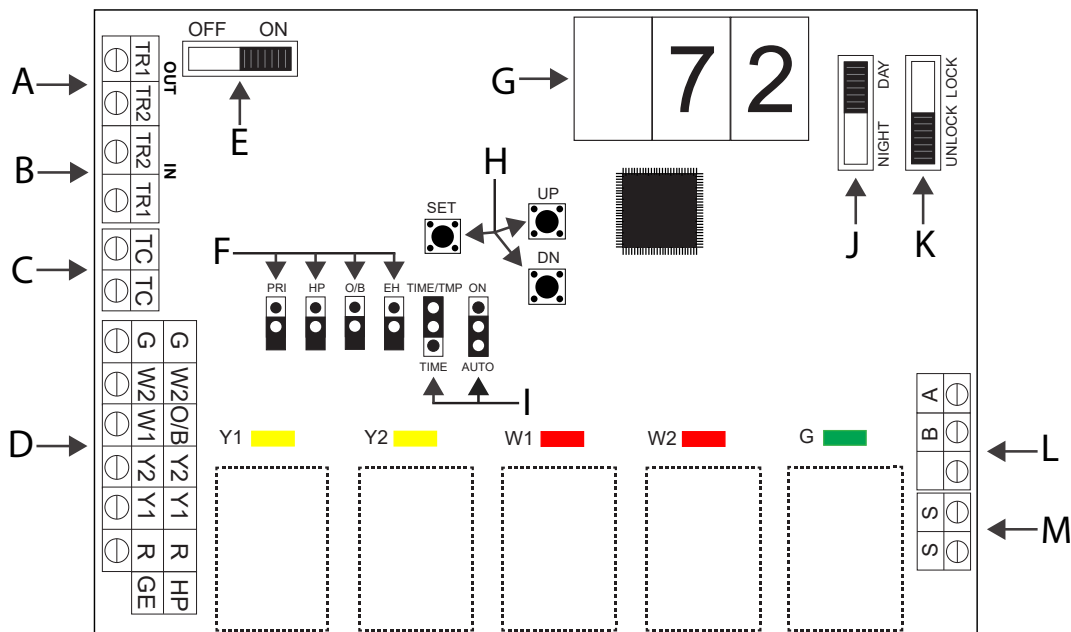 OFF ON
A
TR1
TR2
OUT
B
TR2
TR1
IN
E
G
72
DAY
NIGHT
LOCK
UNLOCK
J
K
H
SET
UP
DN
C
TC
TC
F
PRI HP O/B EH TIME/TMP ON
TIME AUTO
I
D
G G
W2 W2
W1 O/B
Y2 Y2
Y1 Y1
R R
GE HP
Y1 Y2 W1 W2 G
A
B
L
S
S
M